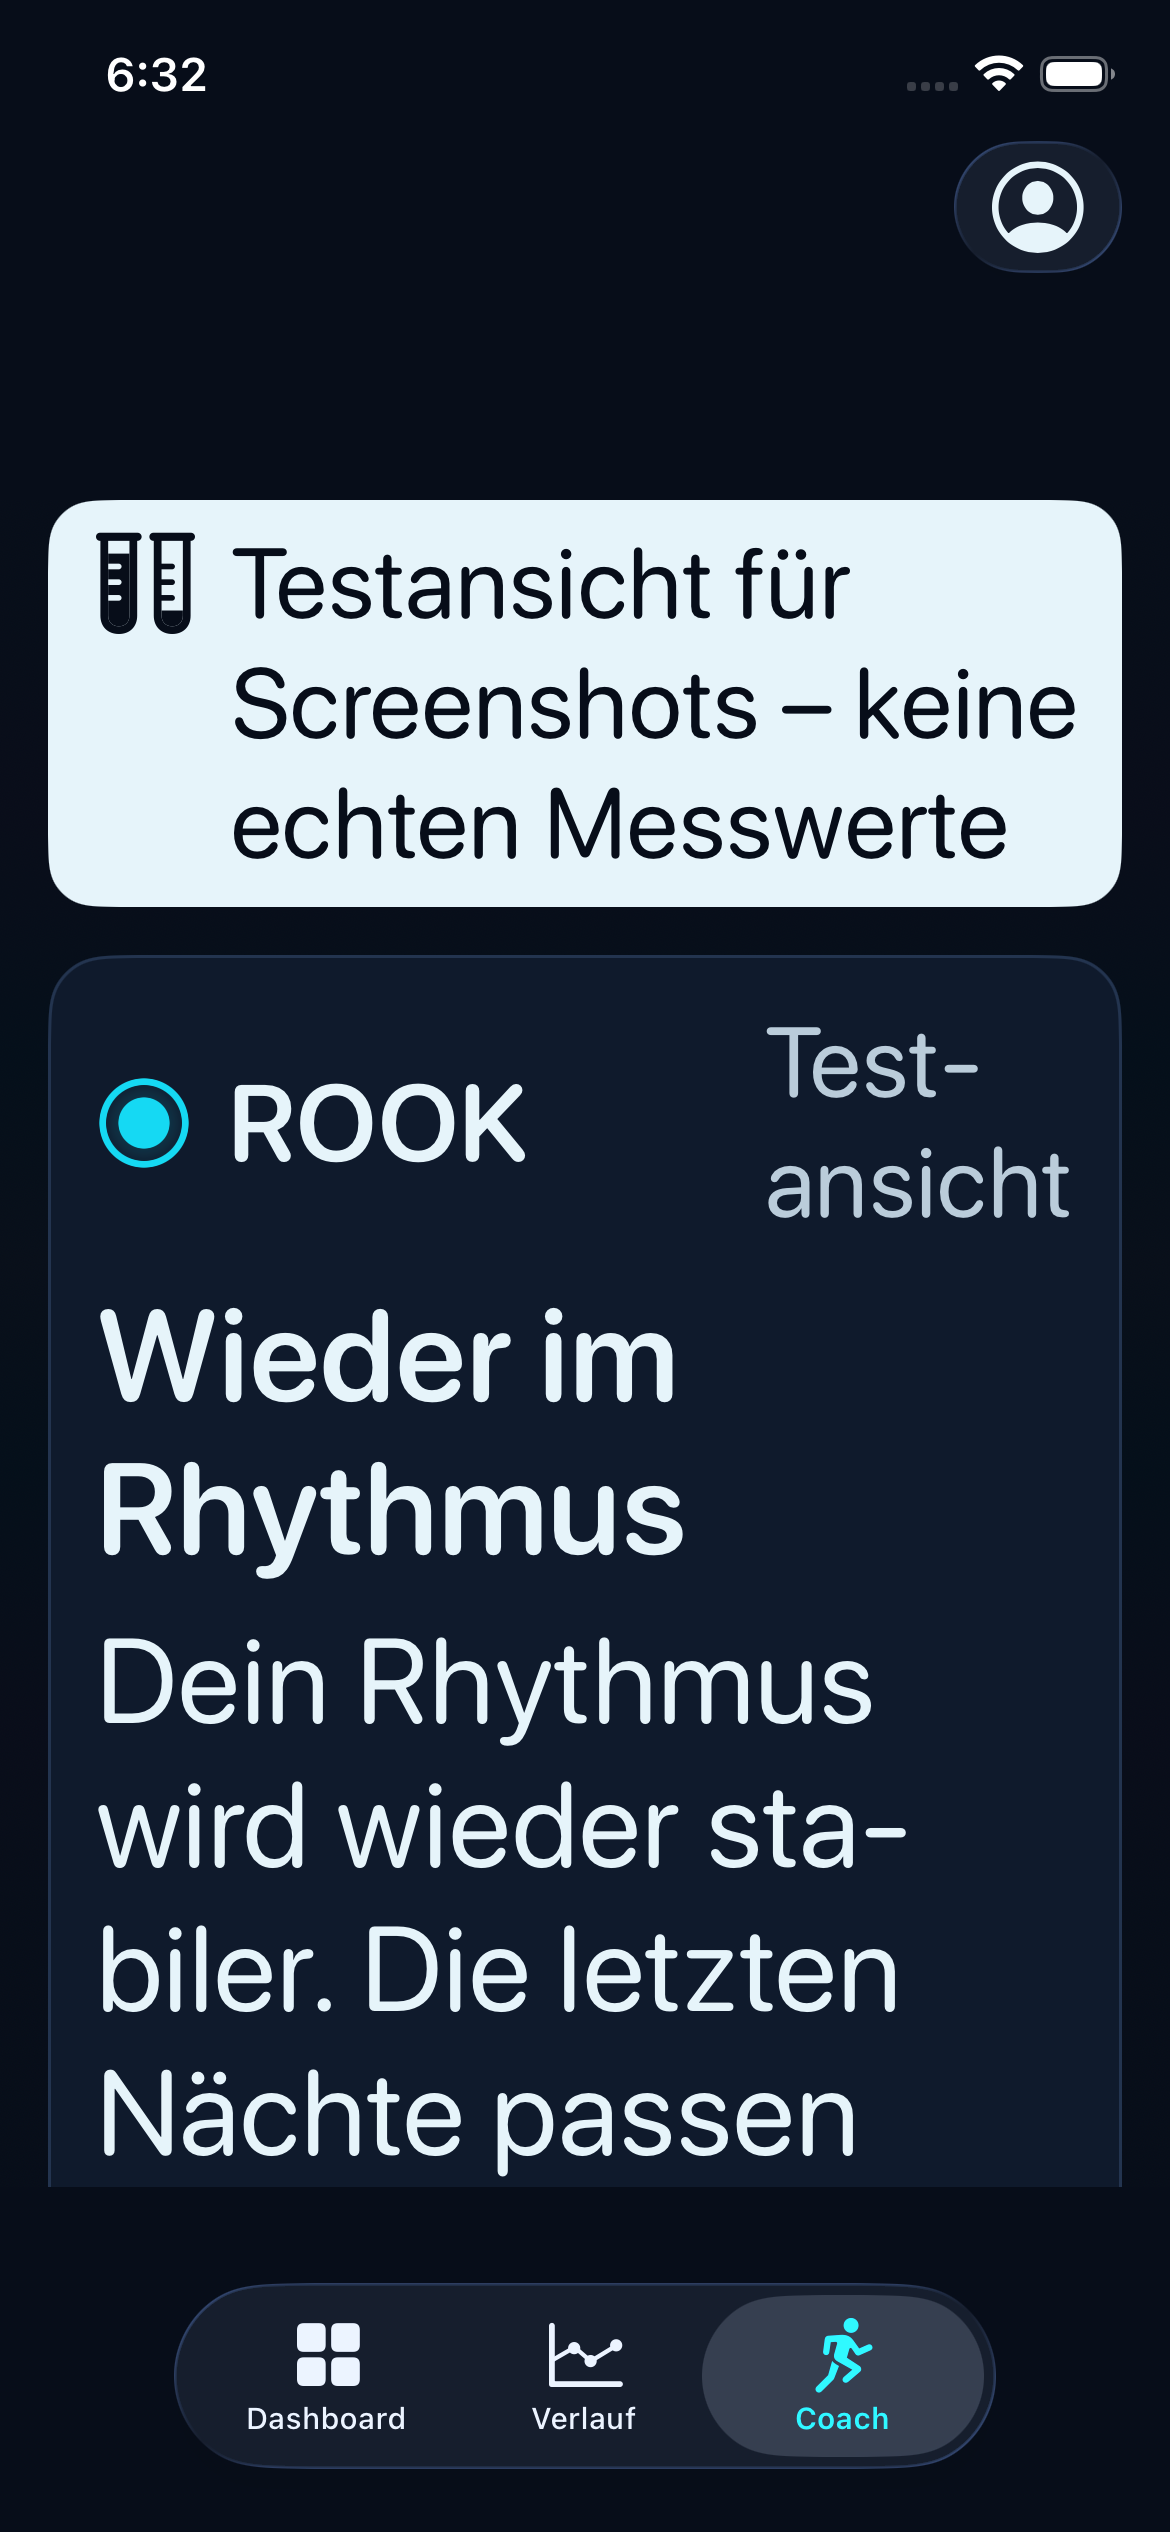 6:32
Testansicht für
Screenshots – keine
echten Messwerte
ROOK
Test-
ansicht
Wieder im
Rhythmus
Dein Rhythmus
wird wieder sta-
biler. Die letzten
Nächte passen
Dashboard
Verlauf
Coach